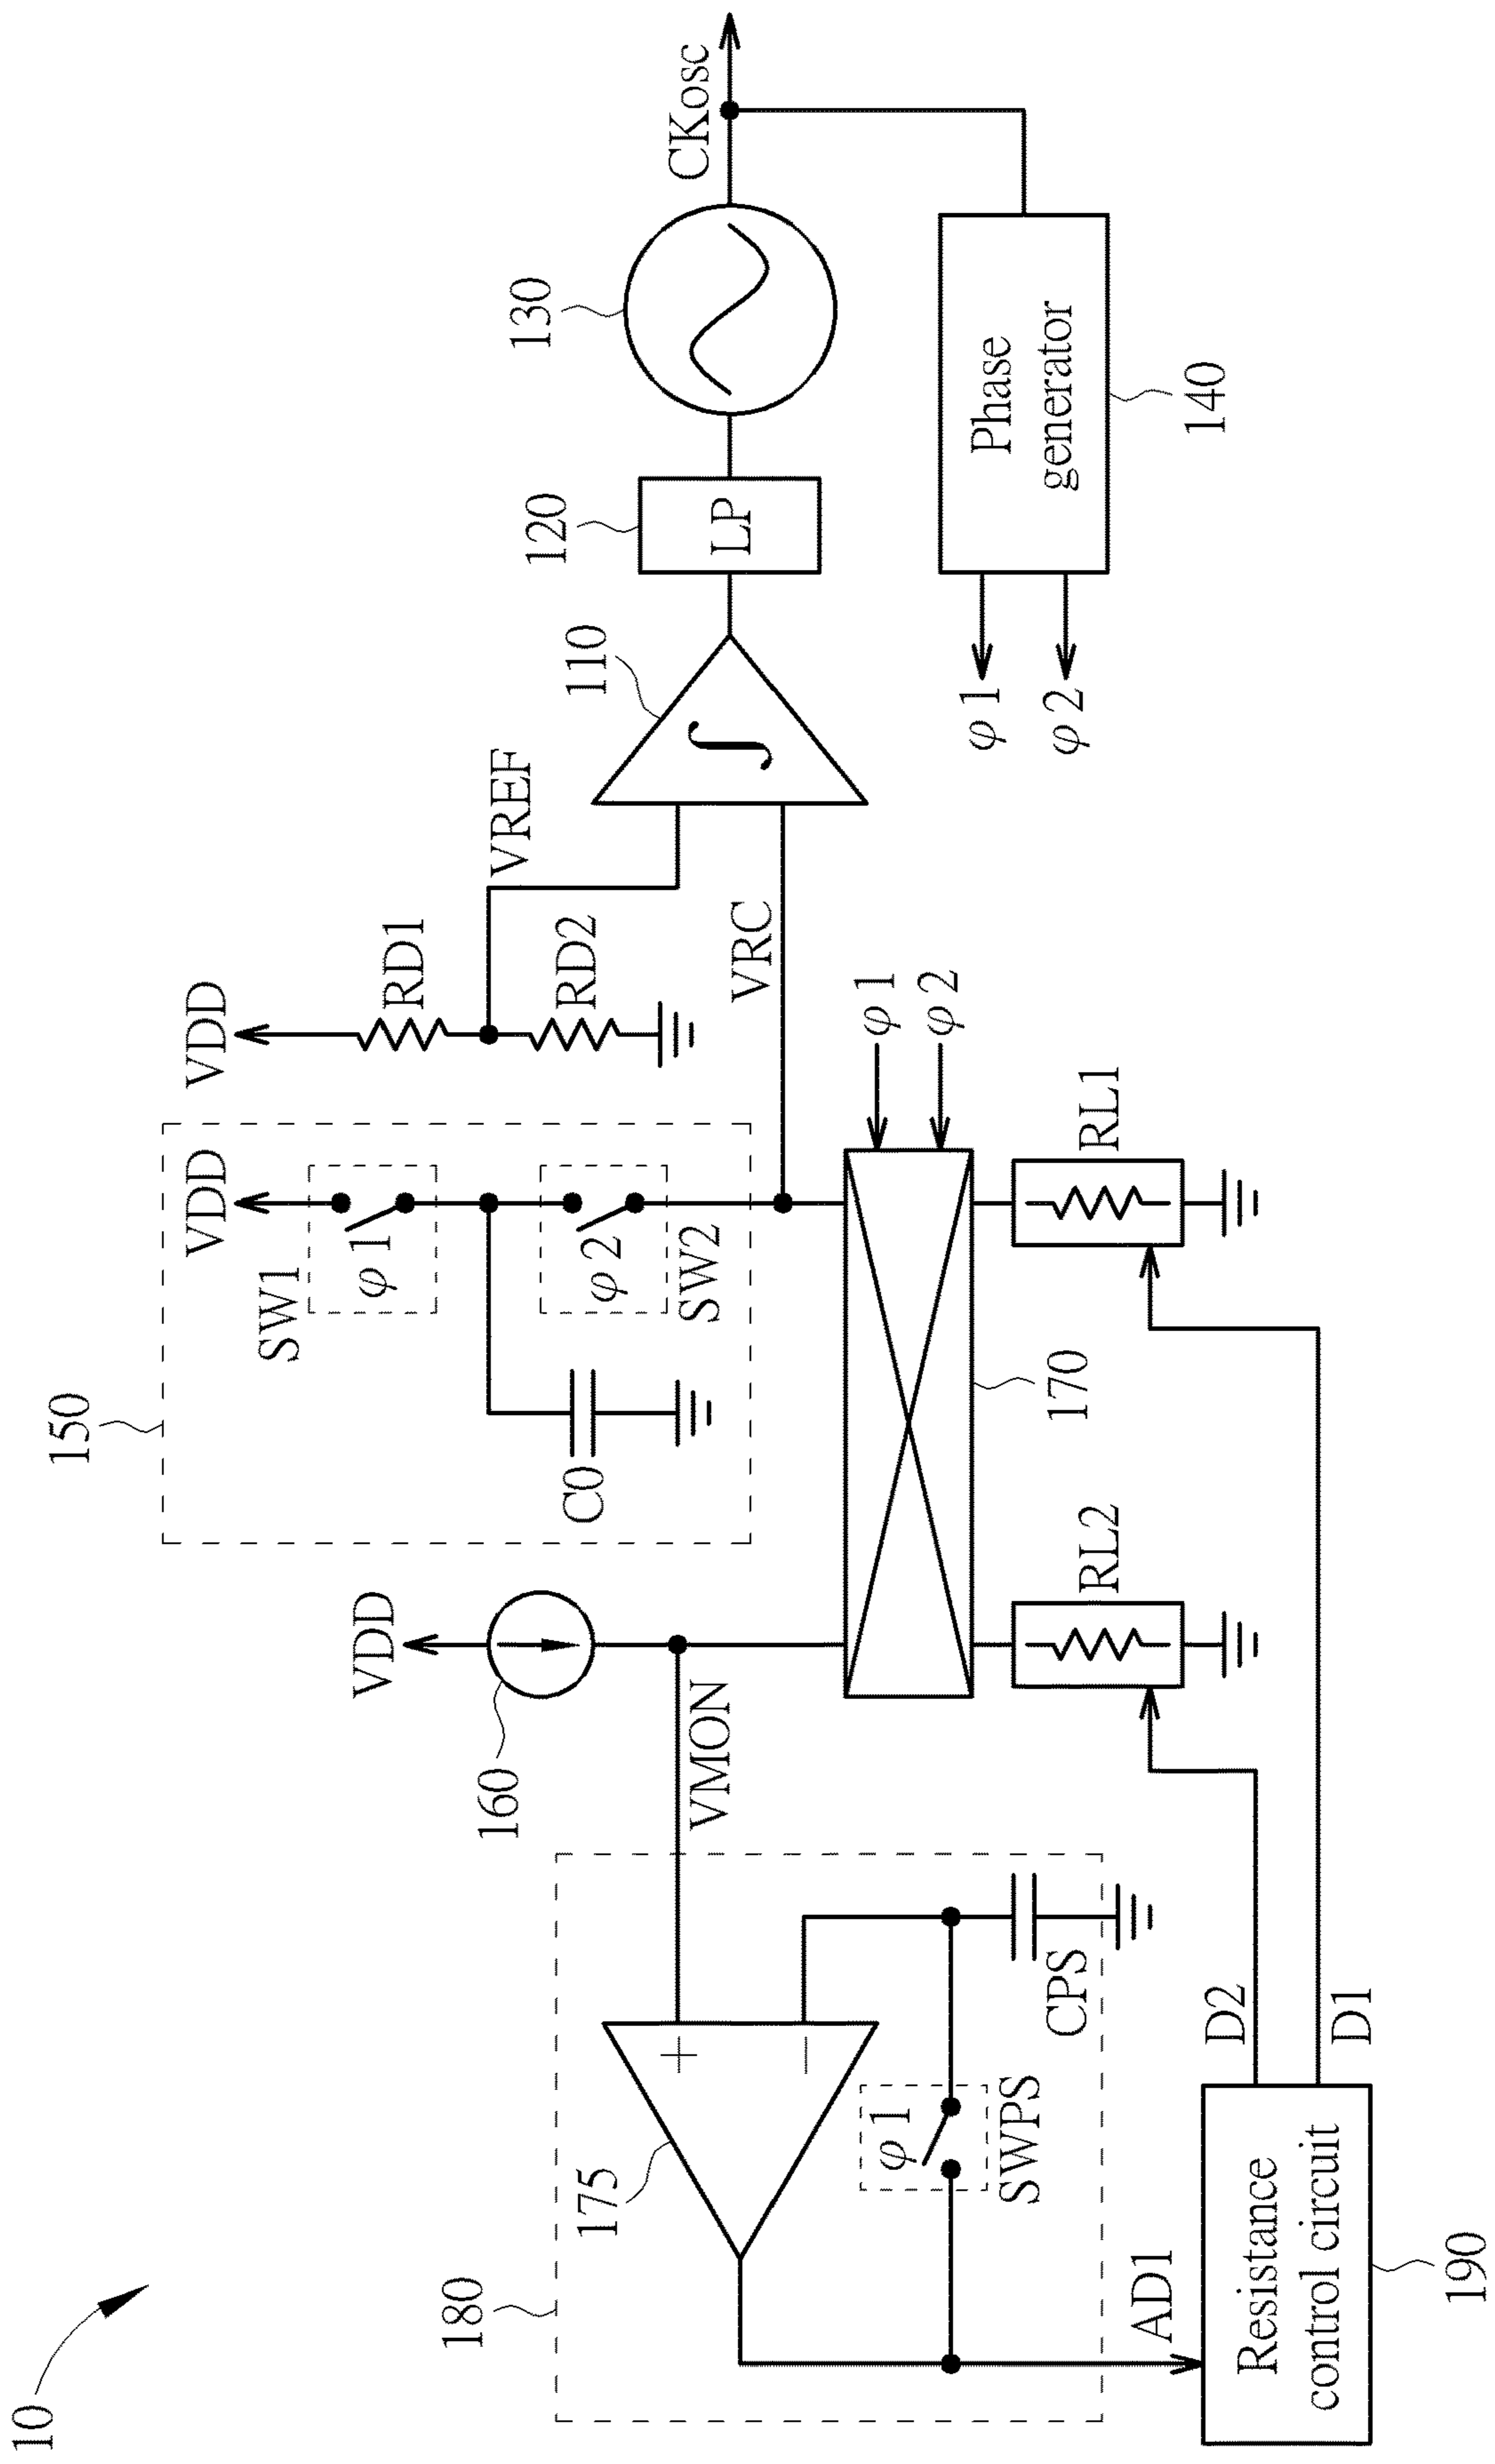 10
180
175
AD1
Resistance
control circuit
190
φ1
SWPS
CPS
+
−
D2
D1
VMON
160
VDD
RL2
170
RL1
150
C0
SW1
φ1
VDD
φ2
SW2
VDD
RD1
RD2
VREF
VRC
φ1
φ2
110
∫
120
LP
130
CKosc
Phase
generator
140
φ1
φ2